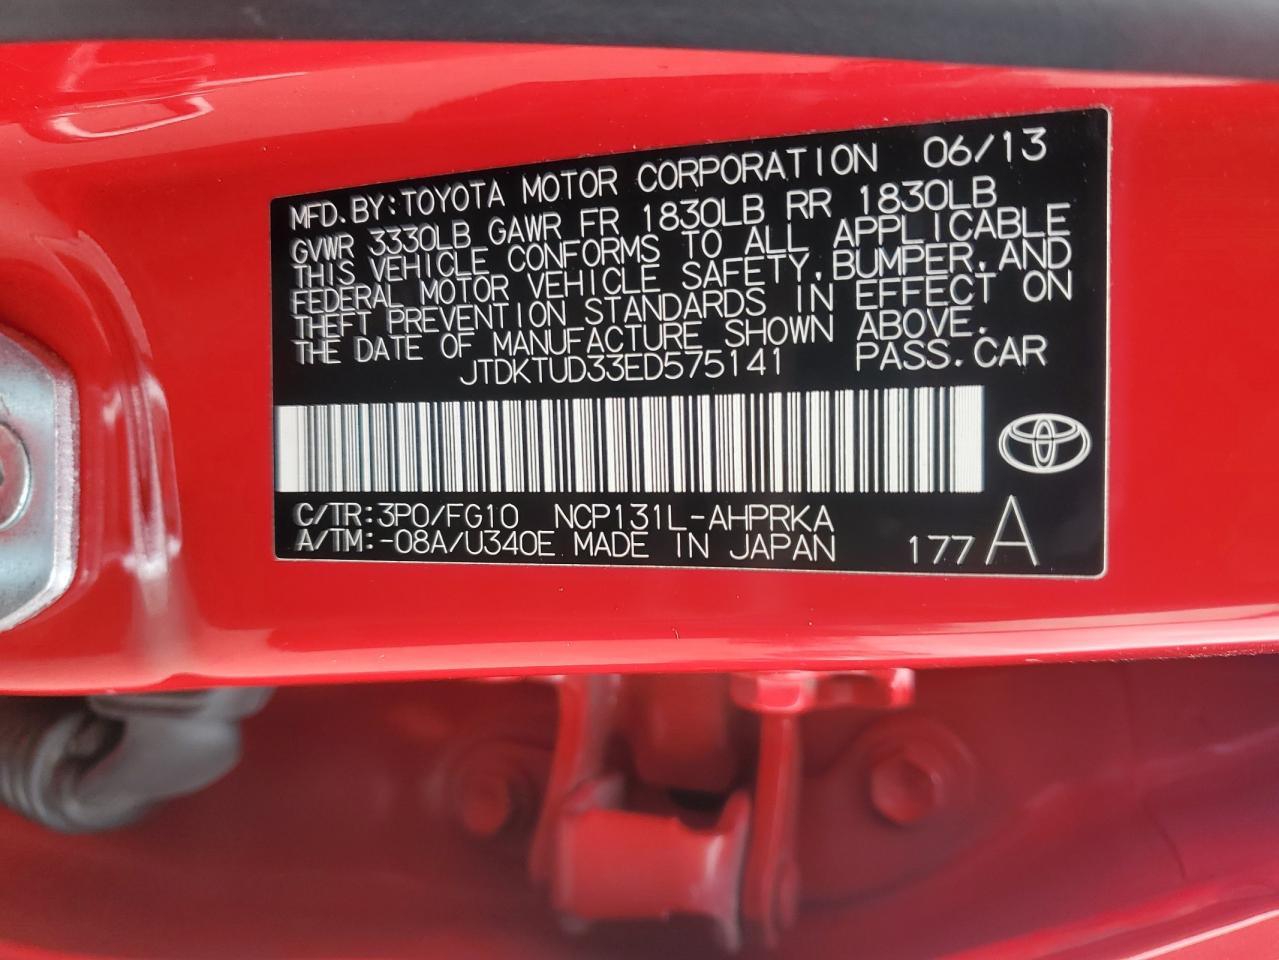 MFD.BY:TOYOTA MOTOR CORPORATION 06/13
GVWR 3330LB GAWR FR 1830LB RR 1830LB
THIS VEHICLE CONFORMS TO ALL APPLICABLE
FEDERAL MOTOR VEHICLE SAFETY,BUMPER,AND
THEFT PREVENTION STANDARDS IN EFFECT ON
THE DATE OF MANUFACTURE SHOWN ABOVE.
JTDKTUD33ED575141 PASS.CAR
C/TR:3P0/FG10 NCP131L-AHPRKA
A/TM:-08A/U340E MADE IN JAPAN 177 A